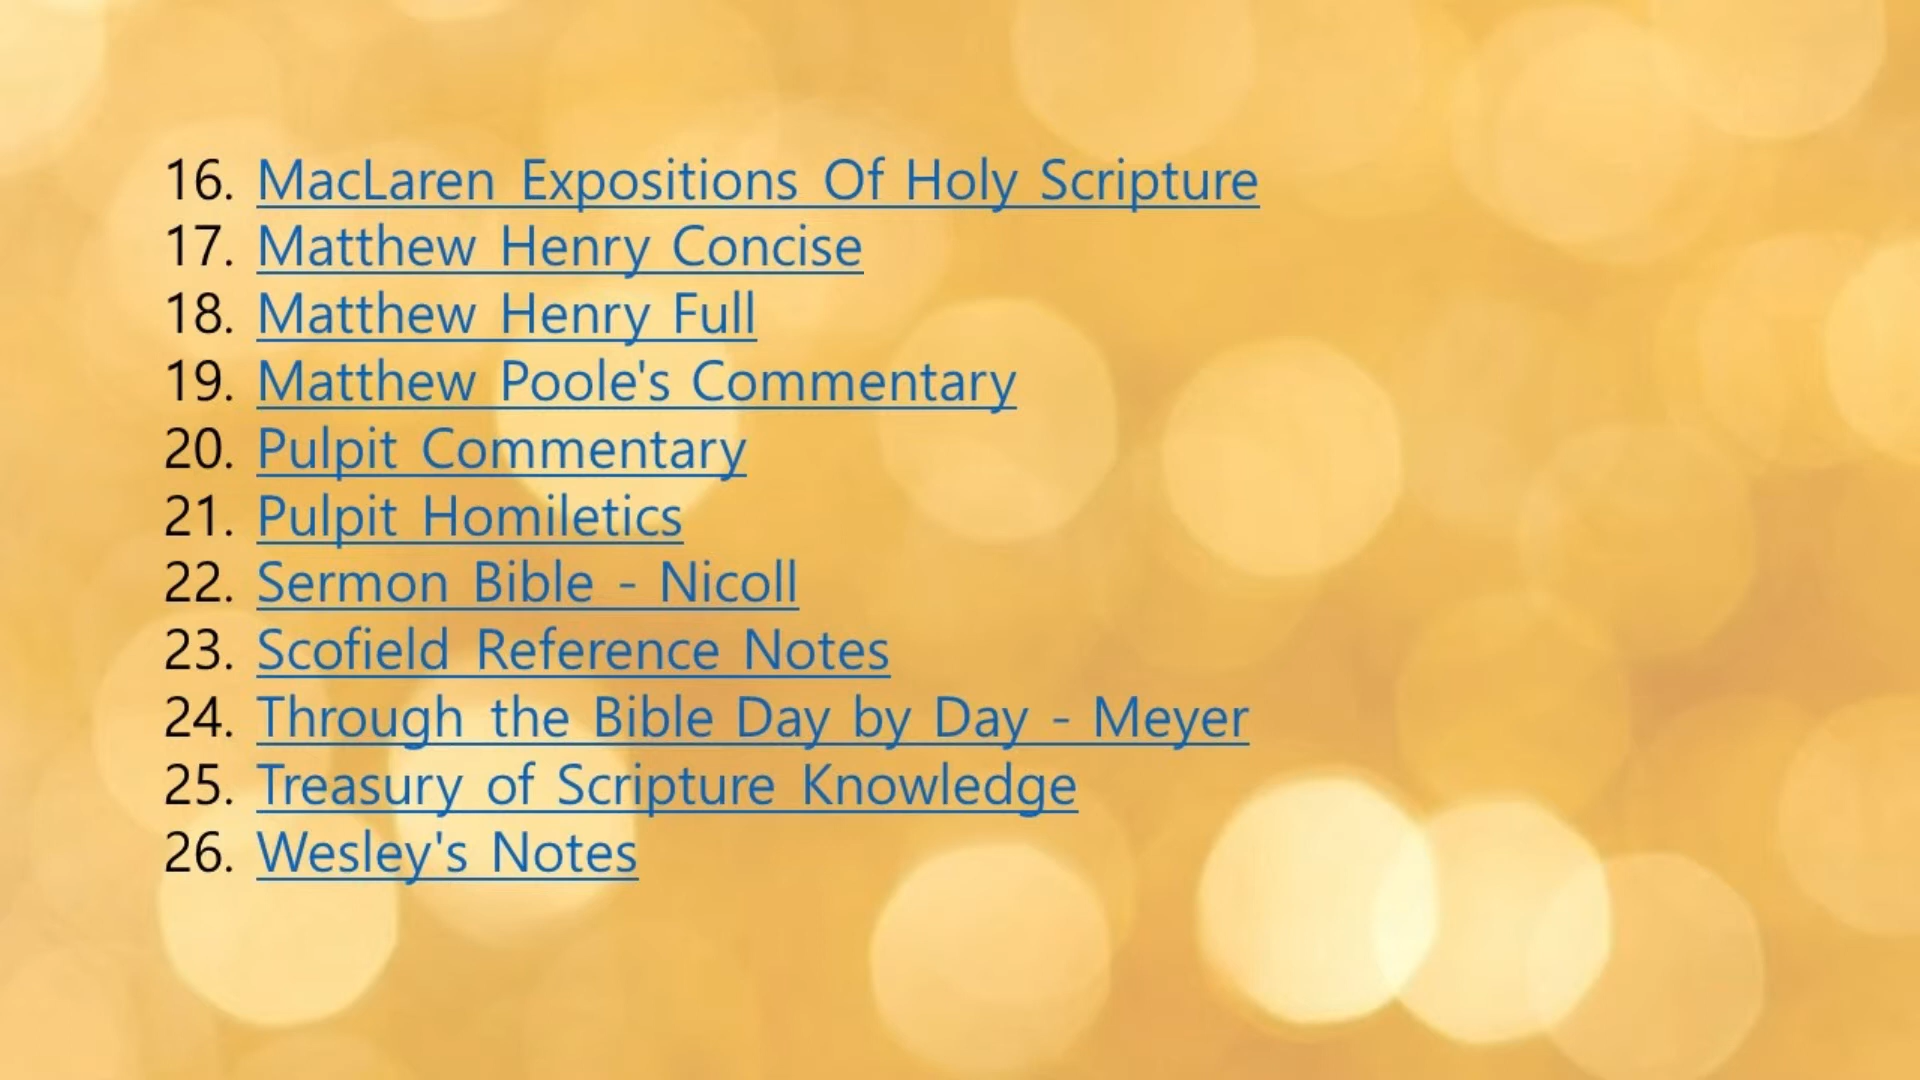 16. MacLaren Expositions Of Holy Scripture
17. Matthew Henry Concise
18. Matthew Henry Full
19. Matthew Poole's Commentary
20. Pulpit Commentary
21. Pulpit Homiletics
22. Sermon Bible - Nicoll
23. Scofield Reference Notes
24. Through the Bible Day by Day - Meyer
25. Treasury of Scripture Knowledge
26. Wesley's Notes